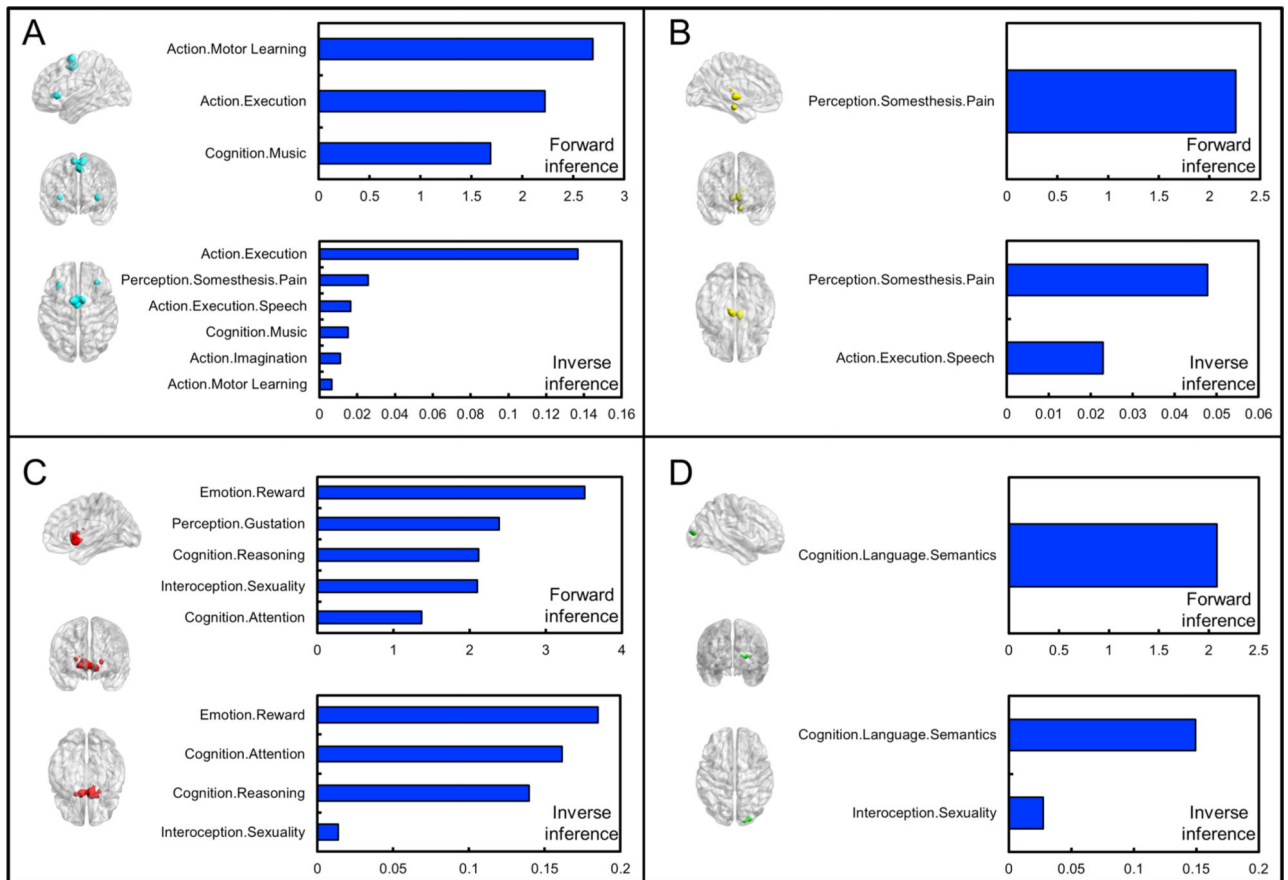 A
Action.Motor Learning
Action.Execution
Cognition.Music
Forward
inference
0 0.5 1 1.5 2 2.5 3
Action.Execution
Perception.Somesthesis.Pain
Action.Execution.Speech
Cognition.Music
Action.Imagination
Action.Motor Learning
Inverse
inference
0 0.02 0.04 0.06 0.08 0.1 0.12 0.14 0.16
B
Perception.Somesthesis.Pain
Forward
inference
0 0.5 1 1.5 2 2.5
Perception.Somesthesis.Pain
Action.Execution.Speech
Inverse
inference
0 0.01 0.02 0.03 0.04 0.05 0.06
C
Emotion.Reward
Perception.Gustation
Cognition.Reasoning
Interoception.Sexuality
Cognition.Attention
Forward
inference
0 1 2 3 4
Emotion.Reward
Cognition.Attention
Cognition.Reasoning
Interoception.Sexuality
Inverse
inference
0 0.05 0.1 0.15 0.2
D
Cognition.Language.Semantics
Forward
inference
0 0.5 1 1.5 2 2.5
Cognition.Language.Semantics
Interoception.Sexuality
Inverse
inference
0 0.05 0.1 0.15 0.2